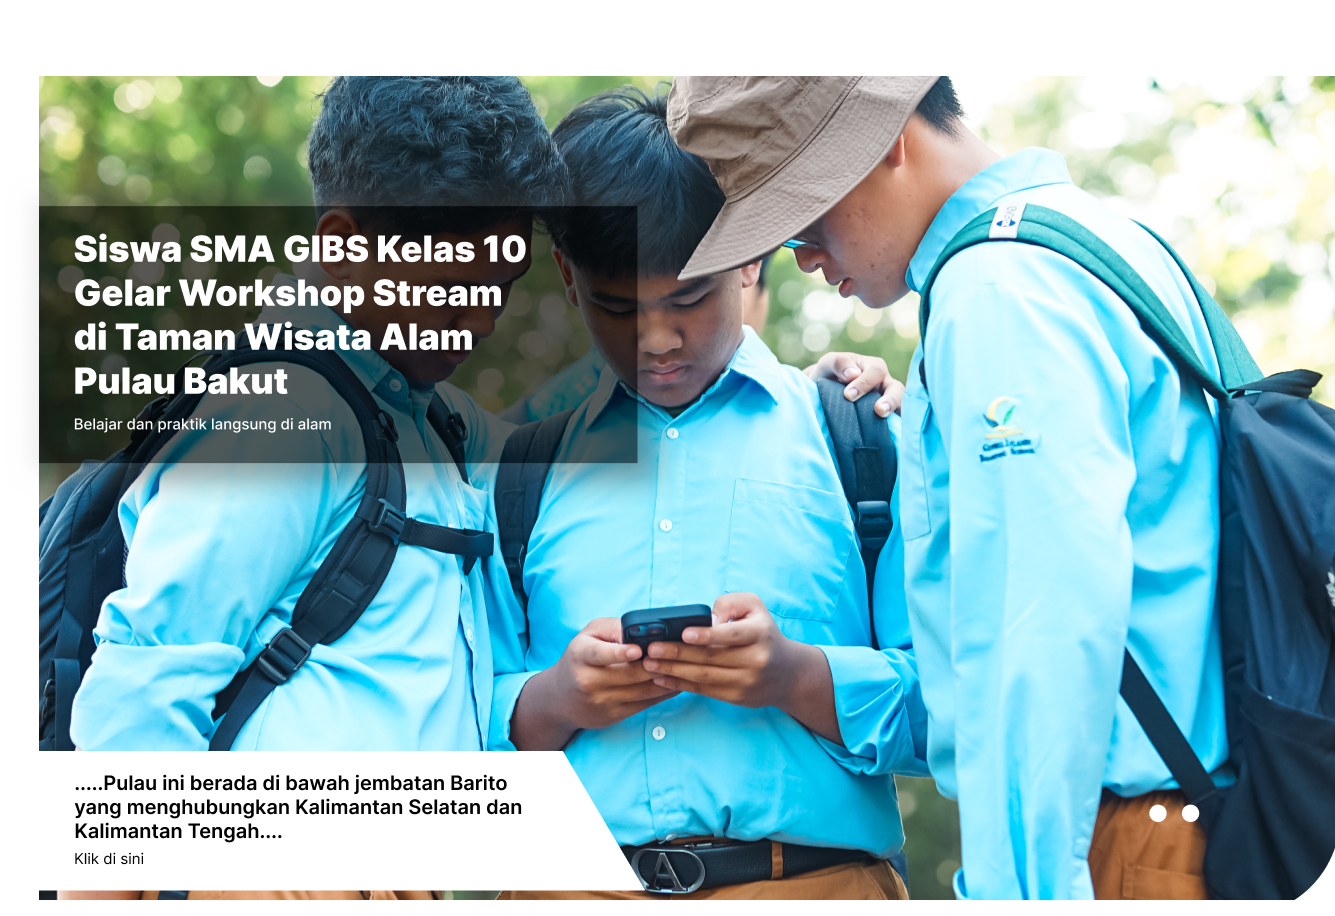 Siswa SMA GIBS Kelas 10
Gelar Workshop Stream
di Taman Wisata Alam
Pulau Bakut
Belajar dan praktik langsung di alam
.....Pulau ini berada di bawah jembatan Barito
yang menghubungkan Kalimantan Selatan dan
Kalimantan Tengah....
Klik di sini
A